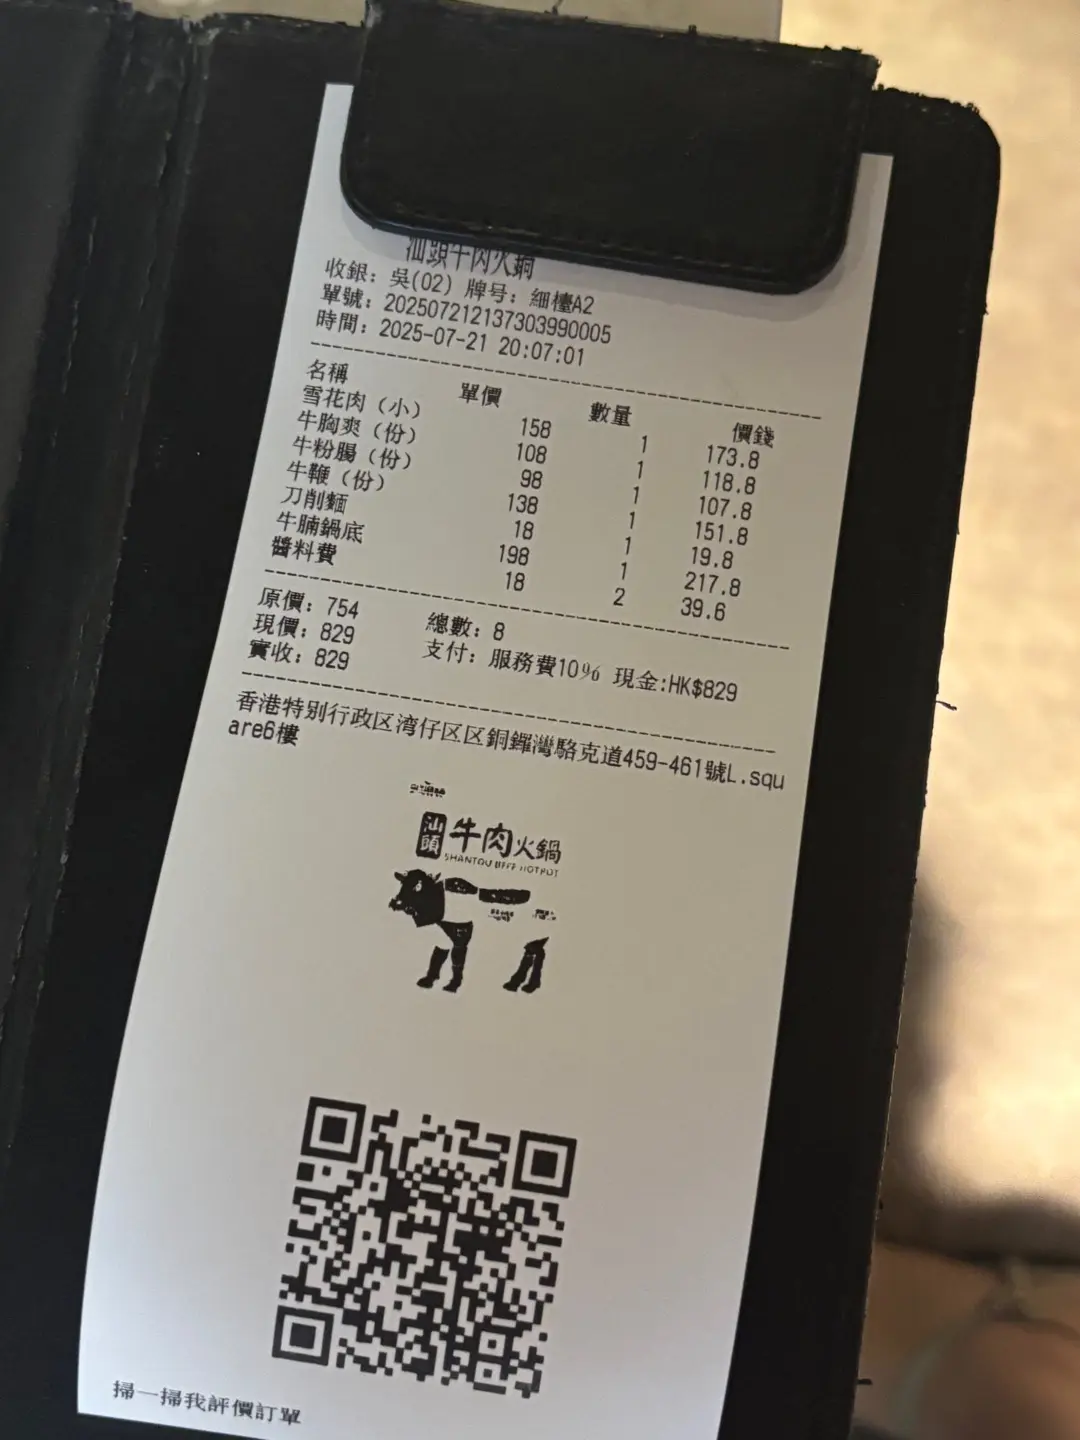 汕頭牛肉火鍋
收銀：吳(02) 牌号：細檯A2
單號：202507212137303990005
時間：2025-07-21 20:07:01
名稱 單價 數量 價錢
雪花肉（小） 158 1 173.8
牛胸爽（份） 108 1 118.8
牛粉腸（份） 98 1 107.8
牛鞭（份） 138 1 151.8
刀削麵 18 1 19.8
牛腩鍋底 198 1 217.8
醬料費 18 2 39.6
原價：754 總數：8
現價：829 支付：服務費10% 現金:HK$829
實收：829
香港特別行政区湾仔区区銅鑼灣駱克道459-461號L.squ
are6樓
汕頭 牛肉火鍋
SHANTOU BEEF HOTPOT
掃一掃我評價訂單